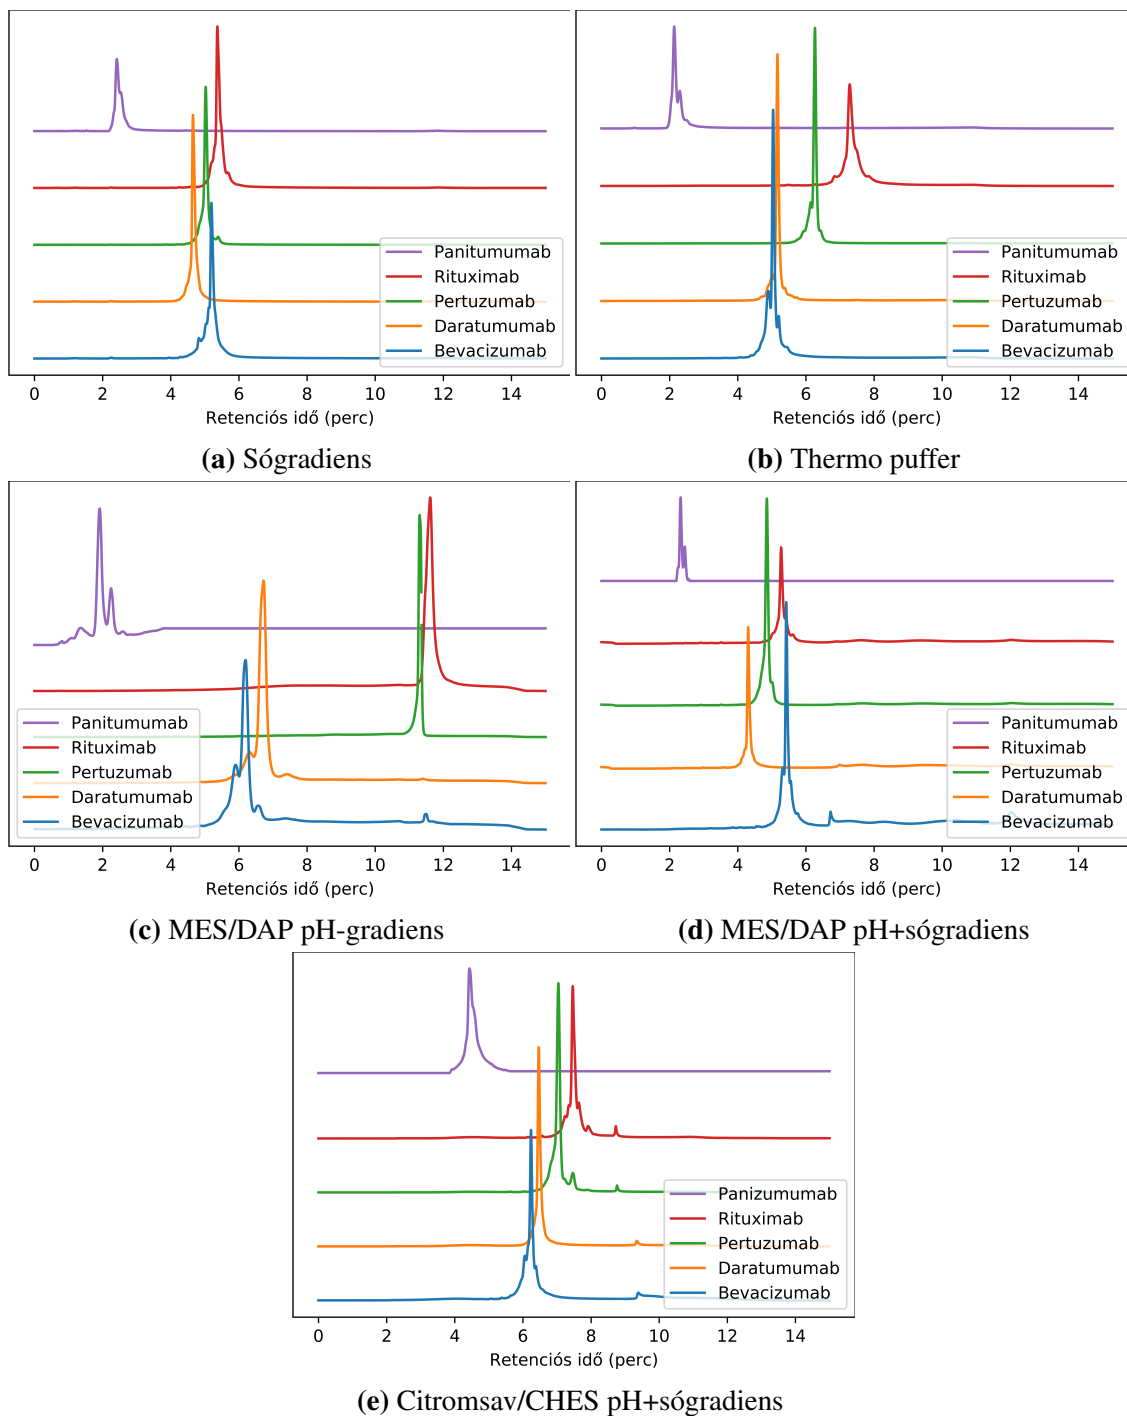 Panitumumab
Rituximab
Pertuzumab
Daratumumab
Bevacizumab
0 2 4 6 8 10 12 14
Retenciós idő (perc)
(a) Sógradiens
Panitumumab
Rituximab
Pertuzumab
Daratumumab
Bevacizumab
0 2 4 6 8 10 12 14
Retenciós idő (perc)
(b) Thermo puffer
Panitumumab
Rituximab
Pertuzumab
Daratumumab
Bevacizumab
0 2 4 6 8 10 12 14
Retenciós idő (perc)
(c) MES/DAP pH-gradiens
Panitumumab
Rituximab
Pertuzumab
Daratumumab
Bevacizumab
0 2 4 6 8 10 12 14
Retenciós idő (perc)
(d) MES/DAP pH+sógradiens
Panizumumab
Rituximab
Pertuzumab
Daratumumab
Bevacizumab
0 2 4 6 8 10 12 14
Retenciós idő (perc)
(e) Citromsav/CHES pH+sógradiens